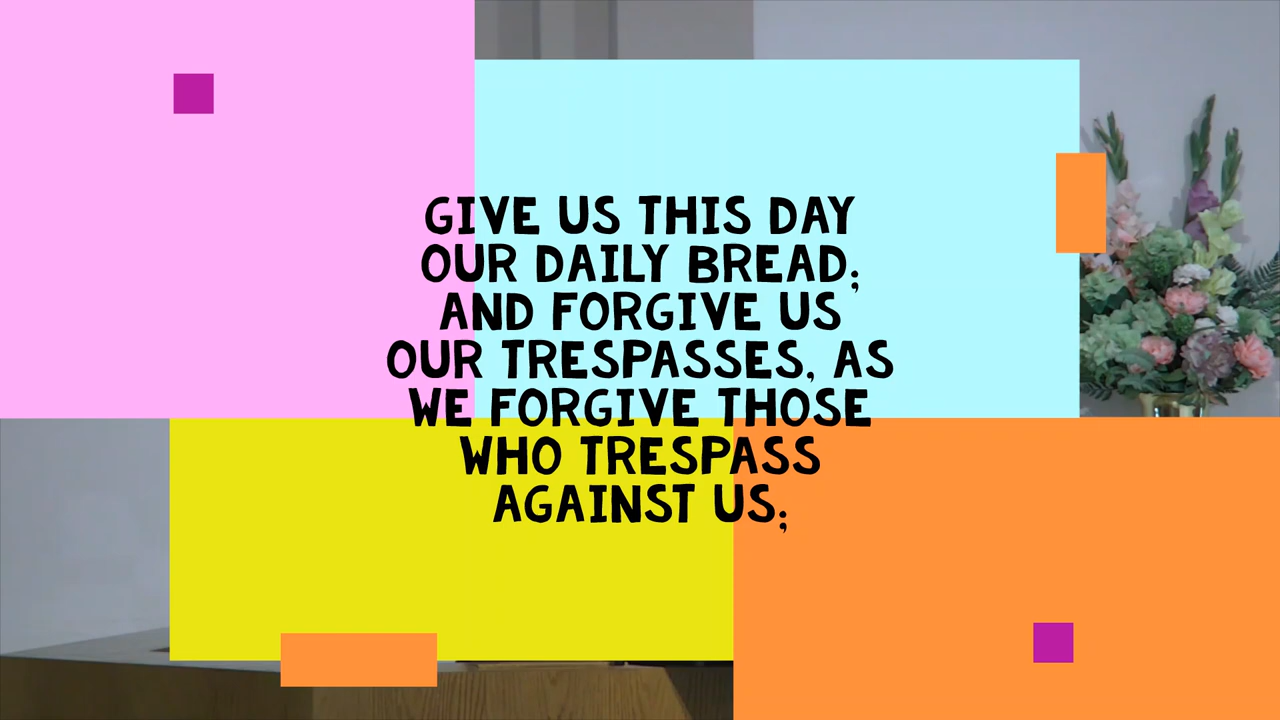 GIVE US THIS DAY
OUR DAILY BREAD;
AND FORGIVE US
OUR TRESPASSES, AS
WE FORGIVE THOSE
WHO TRESPASS
AGAINST US;